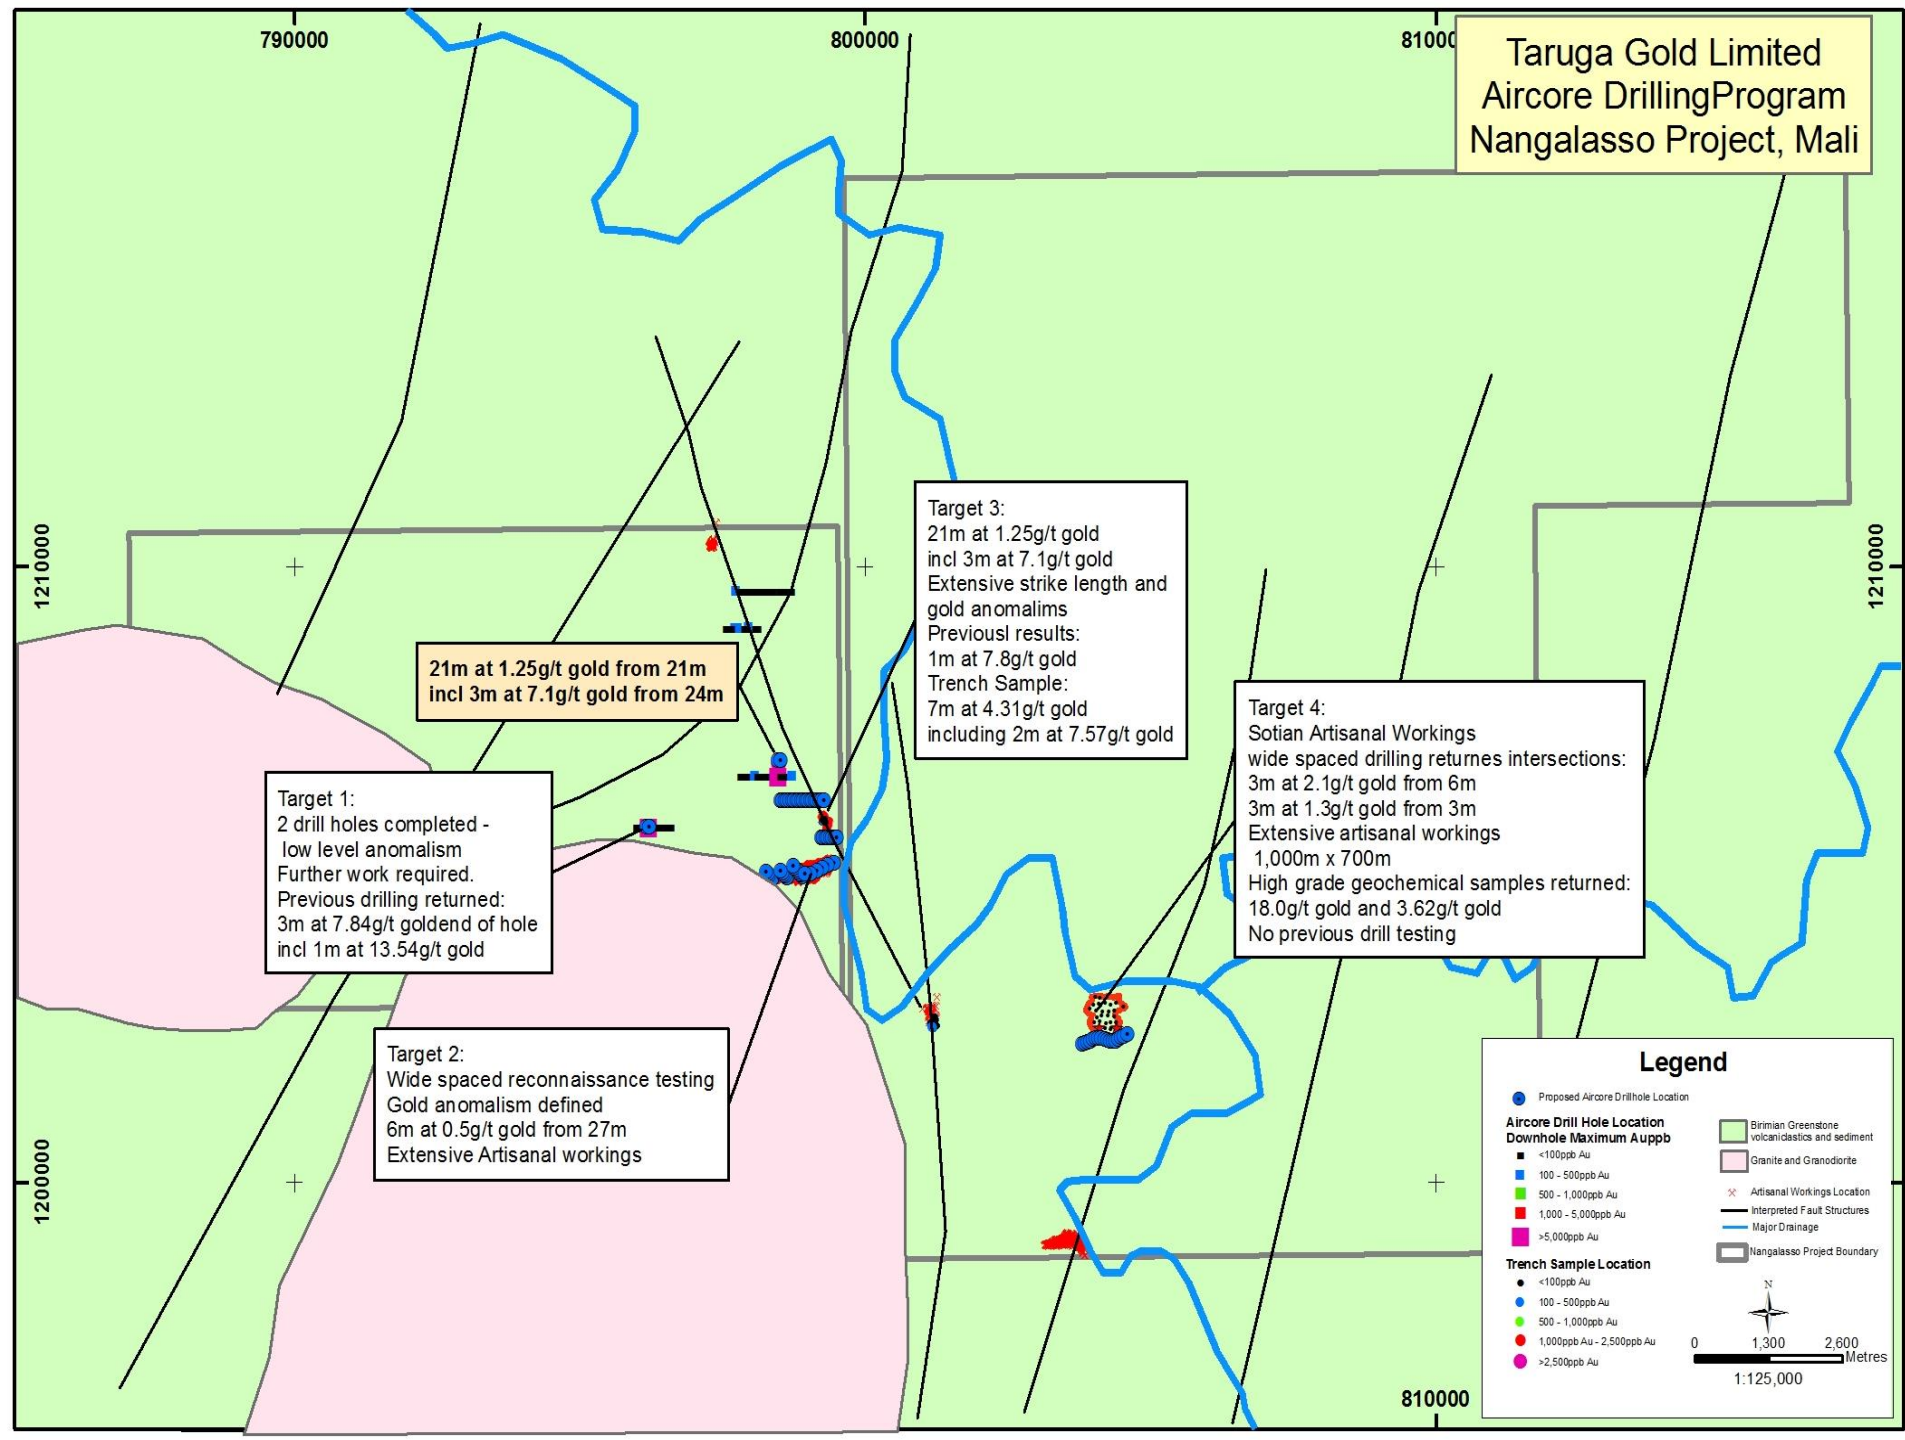 790000
800000
8100
Taruga Gold Limited
Aircore DrillingProgram
Nangalasso Project, Mali
1210000
1210000
Target 3:
21m at 1.25g/t gold
incl 3m at 7.1g/t gold
Extensive strike length and
gold anomalims
Previousl results:
1m at 7.8g/t gold
Trench Sample:
7m at 4.31g/t gold
including 2m at 7.57g/t gold
21m at 1.25g/t gold from 21m
incl 3m at 7.1g/t gold from 24m
Target 4:
Sotian Artisanal Workings
wide spaced drilling returnes intersections:
3m at 2.1g/t gold from 6m
3m at 1.3g/t gold from 3m
Extensive artisanal workings
1,000m x 700m
High grade geochemical samples returned:
18.0g/t gold and 3.62g/t gold
No previous drill testing
Target 1:
2 drill holes completed -
low level anomalism
Further work required.
Previous drilling returned:
3m at 7.84g/t goldend of hole
incl 1m at 13.54g/t gold
Target 2:
Wide spaced reconnaissance testing
Gold anomalism defined
6m at 0.5g/t gold from 27m
Extensive Artisanal workings
1200000
810000
Legend
Proposed Aircore Drillhole Location
Aircore Drill Hole Location
Downhole Maximum Auppb
<100ppb Au
100 - 500ppb Au
500 - 1,000ppb Au
1,000 - 5,000ppb Au
>5,000ppb Au
Trench Sample Location
<100ppb Au
100 - 500ppb Au
500 - 1,000ppb Au
1,000ppb Au - 2,500ppb Au
>2,500ppb Au
Birimian Greenstone
volcaniclastics and sediment
Granite and Granodiorite
Artisanal Workings Location
Interpreted Fault Structures
Major Drainage
Nangalasso Project Boundary
N
0 1,300 2,600
Metres
1:125,000